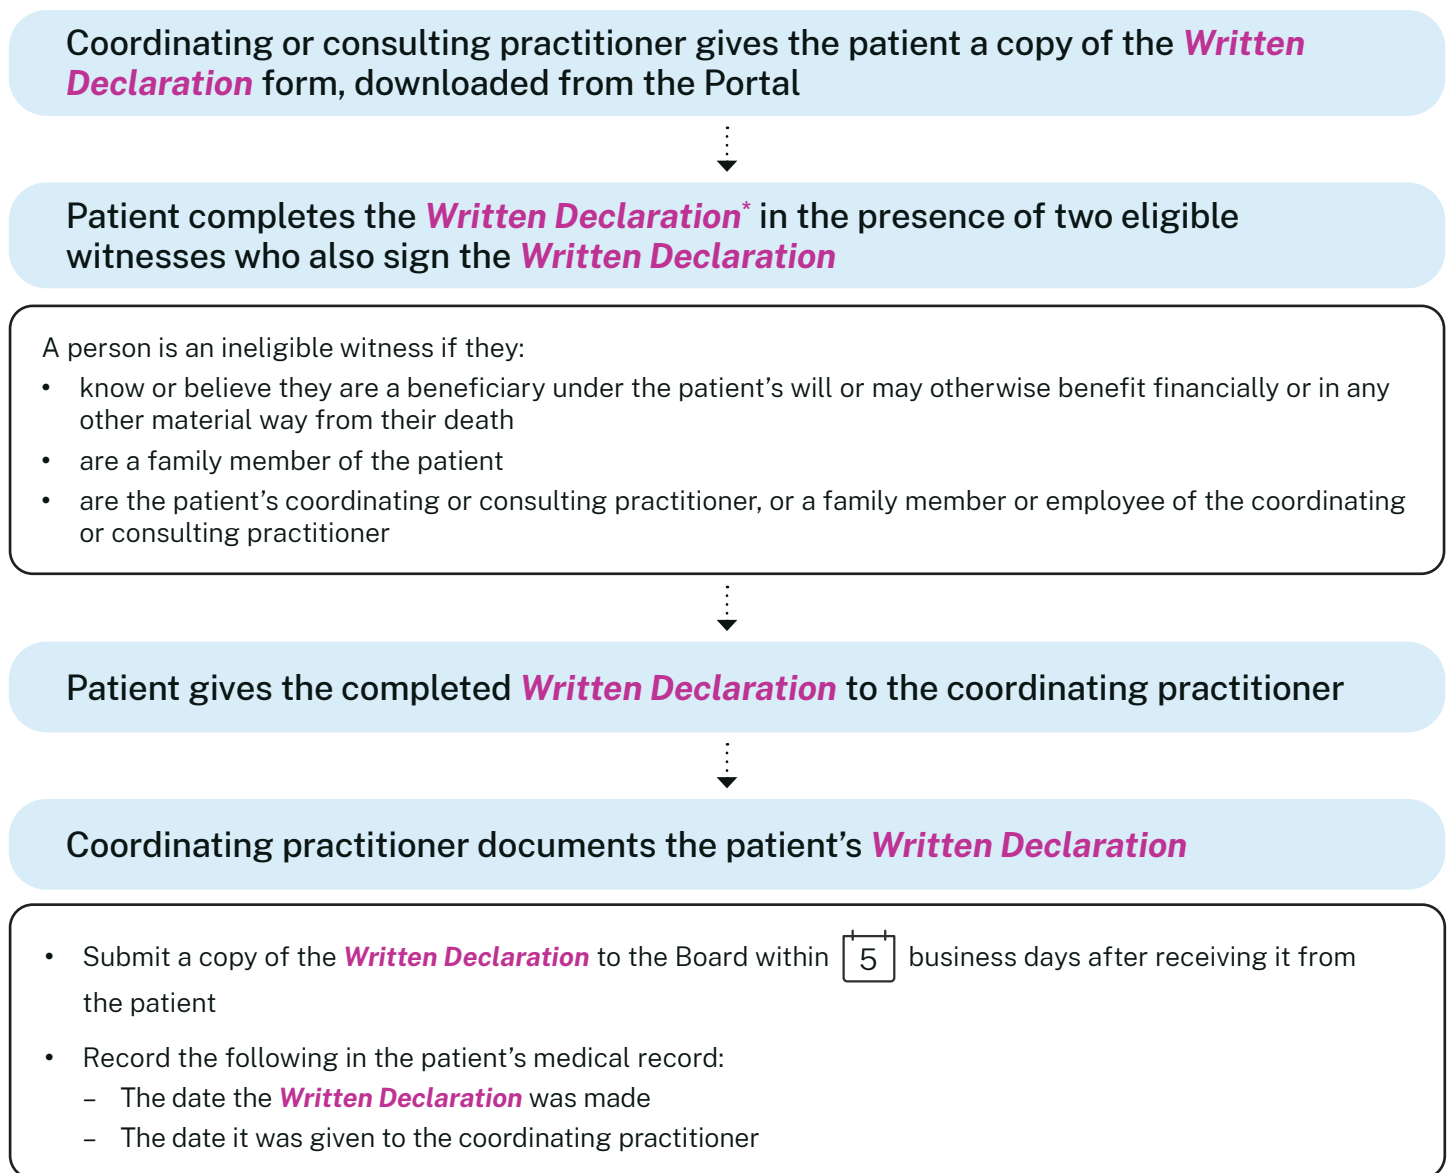 Coordinating or consulting practitioner gives the patient a copy of the Written
Declaration form, downloaded from the Portal
Patient completes the Written Declaration* in the presence of two eligible
witnesses who also sign the Written Declaration
A person is an ineligible witness if they:
• know or believe they are a beneficiary under the patient’s will or may otherwise benefit financially or in any
other material way from their death
• are a family member of the patient
• are the patient’s coordinating or consulting practitioner, or a family member or employee of the coordinating
or consulting practitioner
Patient gives the completed Written Declaration to the coordinating practitioner
Coordinating practitioner documents the patient’s Written Declaration
• Submit a copy of the Written Declaration to the Board within 5 business days after receiving it from
the patient
• Record the following in the patient’s medical record:
– The date the Written Declaration was made
– The date it was given to the coordinating practitioner